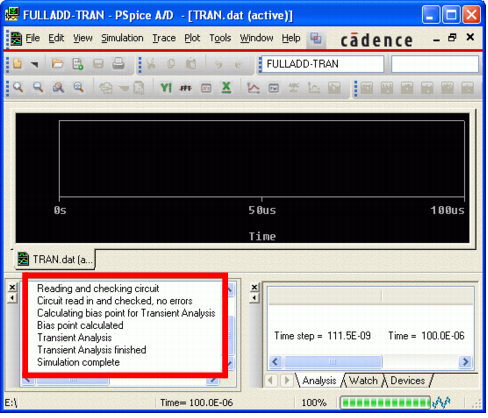 FULLADD-TRAN - PSpice A/D - [TRAN.dat (active)]
File Edit View Simulation Trace Plot Tools Window Help cādence
FULLADD-TRAN
0s 50us 100us
Time
TRAN.dat (a...
Reading and checking circuit
Circuit read in and checked, no errors
Calculating bias point for Transient Analysis
Bias point calculated
Transient Analysis
Transient Analysis finished
Simulation complete
Time step = 111.5E-09 Time = 100.0E-06
Analysis Watch Devices
E:\ Time= 100.0E-06 100%